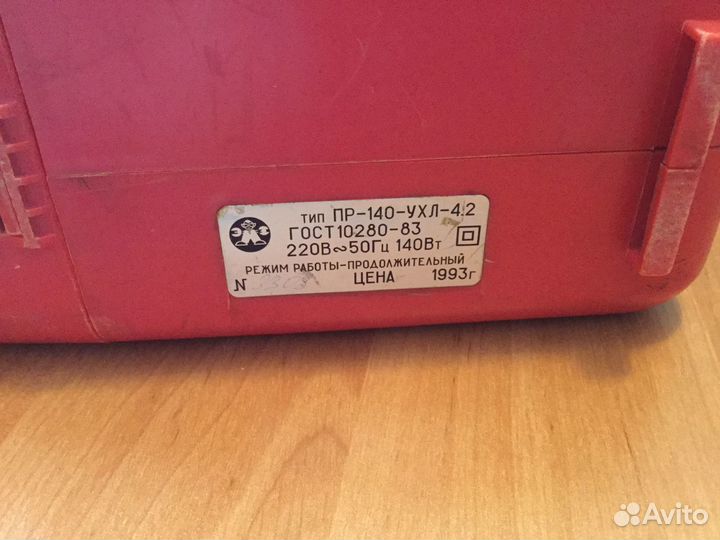 ТИП ПР-140-УХЛ-4.2
ГОСТ10280-83
220В~50Гц 140Вт
РЕЖИМ РАБОТЫ-ПРОДОЛЖИТЕЛЬНЫЙ
N ЦЕНА 1993г
Avito